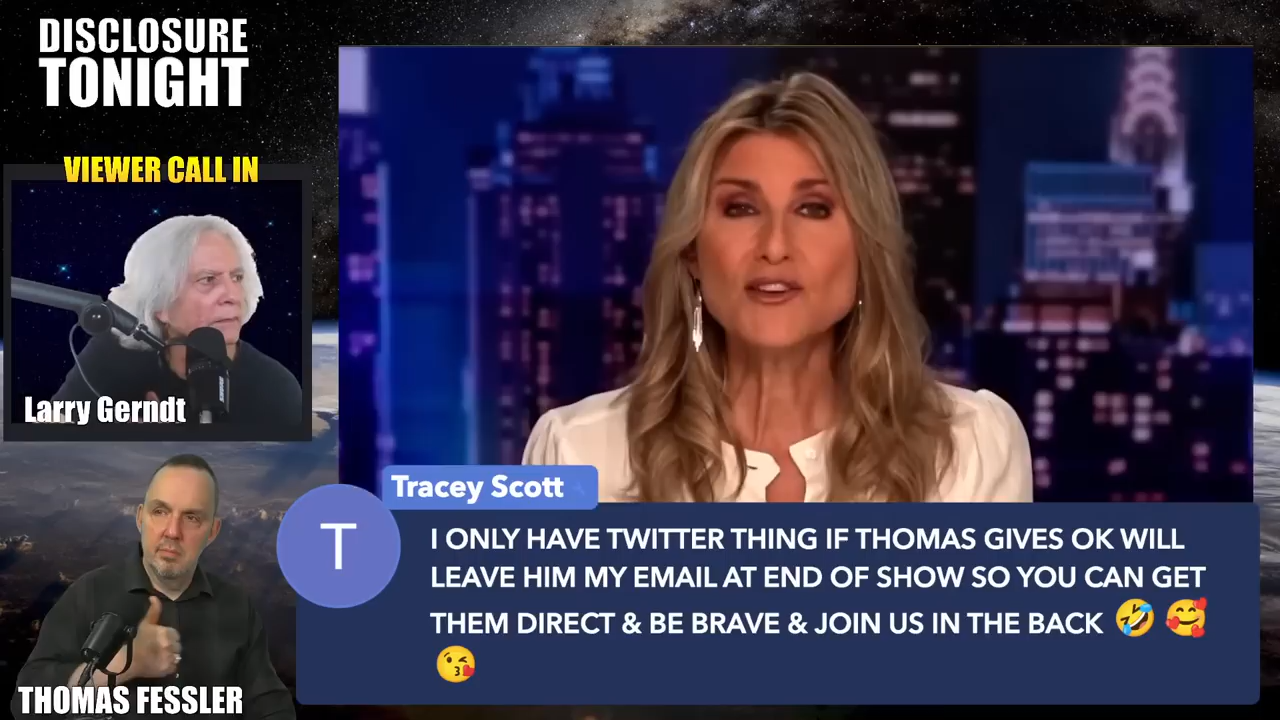 DISCLOSURE
TONIGHT
VIEWER CALL IN
Larry Gerndt
THOMAS FESSLER
Tracey Scott
T
I ONLY HAVE TWITTER THING IF THOMAS GIVES OK WILL
LEAVE HIM MY EMAIL AT END OF SHOW SO YOU CAN GET
THEM DIRECT & BE BRAVE & JOIN US IN THE BACK 🤣 🥰
😘